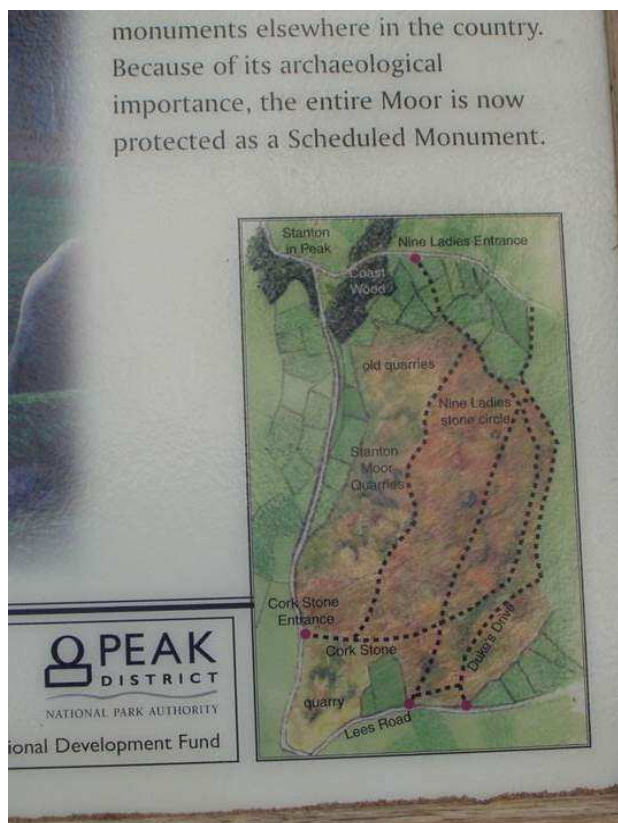 monuments elsewhere in the country.
Because of its archaeological
importance, the entire Moor is now
protected as a Scheduled Monument.
Stanton
in Peak
Nine Ladies Entrance
Coast
Wood
old quarries
Nine Ladies
stone circle
Stanton
Moor
Quarries
Cork Stone
Entrance
Cork Stone
Duke's Drive
quarry
Lees Road
PEAK
DISTRICT
NATIONAL PARK AUTHORITY
ional Development Fund